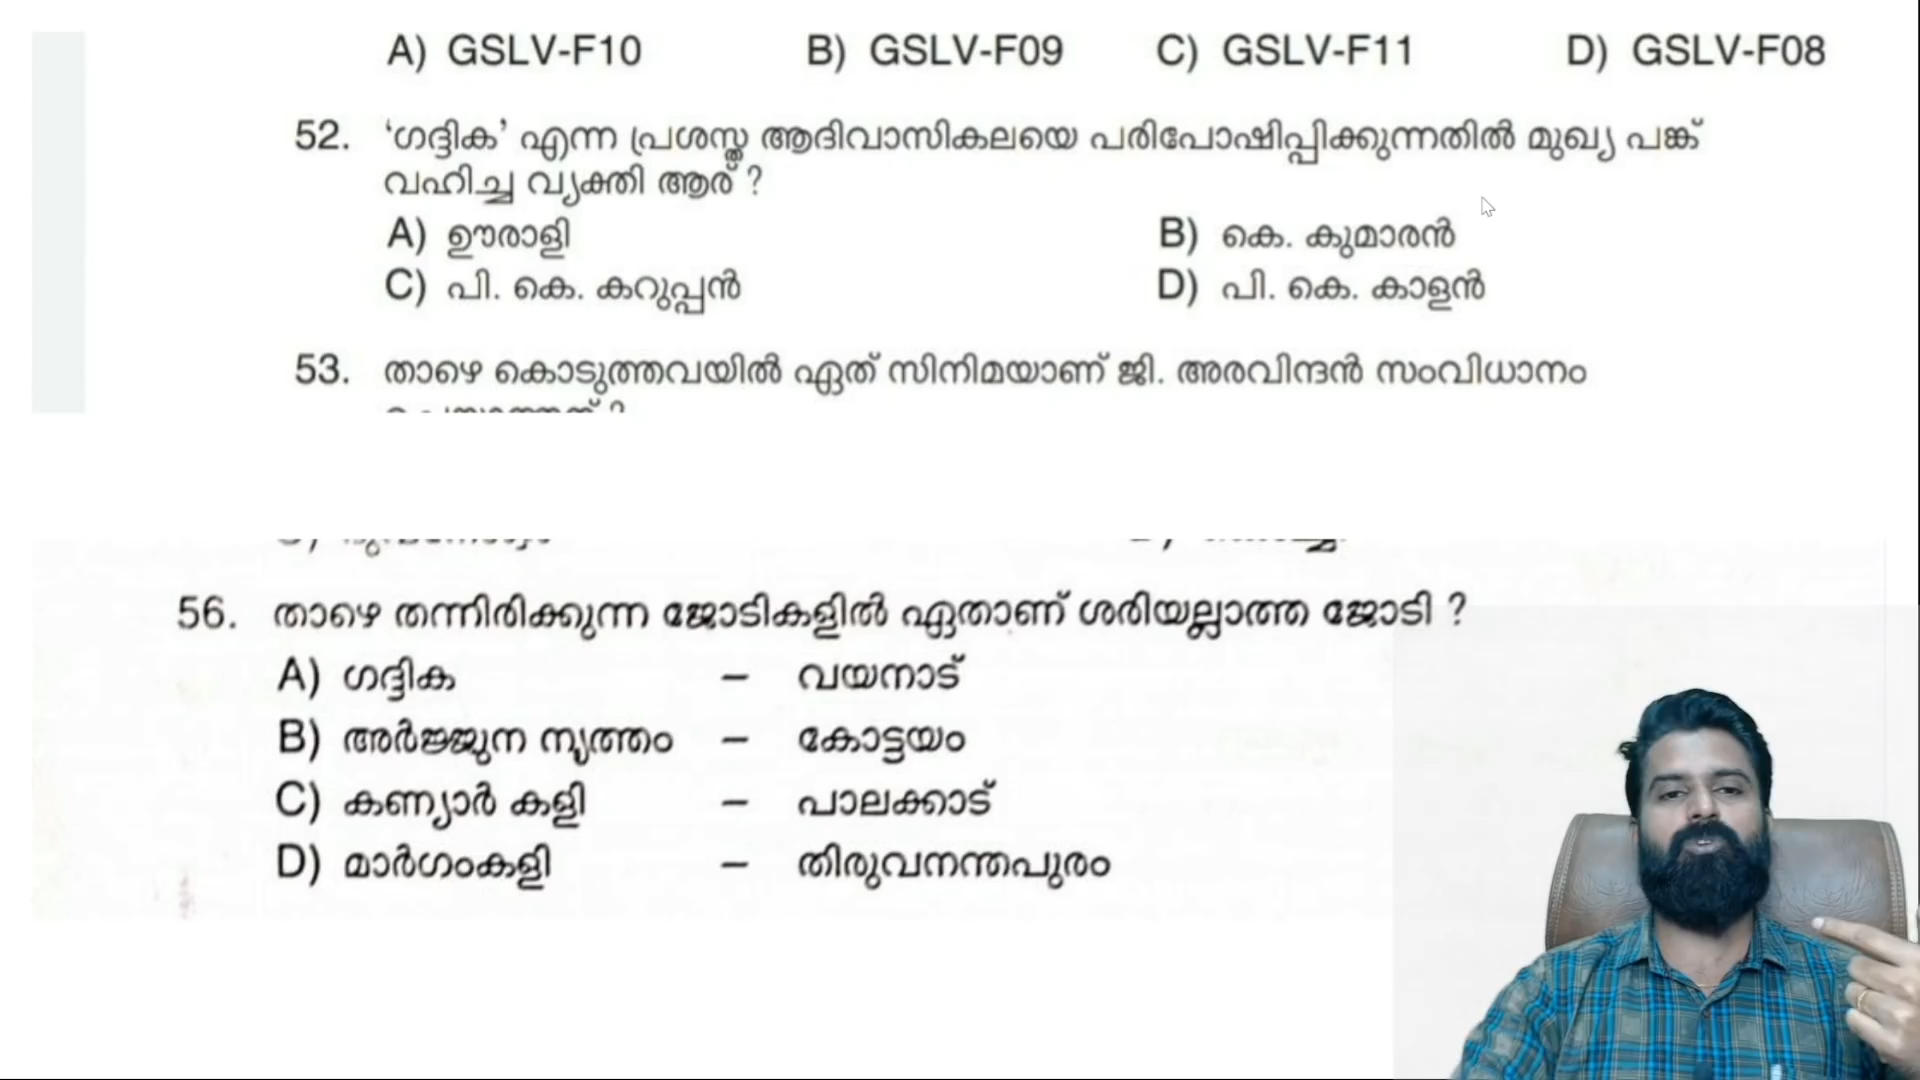 A) GSLV-F10 B) GSLV-F09 C) GSLV-F11 D) GSLV-F08
52. ‘ഗദ്ദിക’ എന്ന പ്രശസ്ത ആദിവാസികലയെ പരിപോഷിപ്പിക്കുന്നതിൽ മുഖ്യ പങ്ക്
വഹിച്ച വ്യക്തി ആര് ?
A) ഊരാളി B) കെ. കുമാരൻ
C) പി. കെ. കറുപ്പൻ D) പി. കെ. കാളൻ
53. താഴെ കൊടുത്തവയിൽ ഏത് സിനിമയാണ് ജി. അരവിന്ദൻ സംവിധാനം
56. താഴെ തന്നിരിക്കുന്ന ജോടികളിൽ ഏതാണ് ശരിയല്ലാത്ത ജോടി ?
A) ഗദ്ദിക – വയനാട്
B) അർജ്ജുന നൃത്തം – കോട്ടയം
C) കണ്യാർ കളി – പാലക്കാട്
D) മാർഗംകളി – തിരുവനന്തപുരം